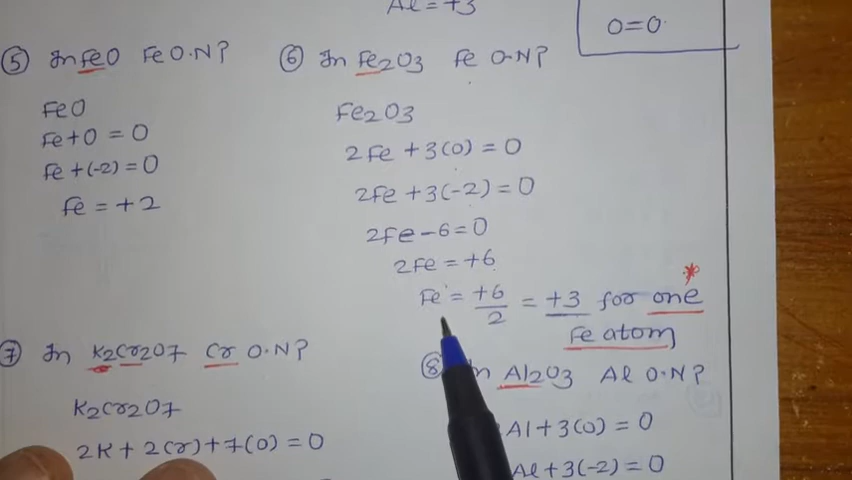 Al = +3
0=0
⑤ In FeO Fe O.N?
FeO
Fe+O = 0
Fe+(-2)=0
Fe = +2
⑥ In Fe2O3 Fe O.N?
Fe2O3
2Fe +3(O) = 0
2Fe +3(-2) = 0
2Fe-6=0
2Fe = +6
Fe = +6/2 = +3 for one*
Fe atom
⑦ In K2Cr2O7 Cr O.N?
K2Cr2O7
2K+ 2Cr)+7(O) = 0
⑧ In Al2O3 Al O.N?
Al+3(O) = 0
Al+3(-2) = 0